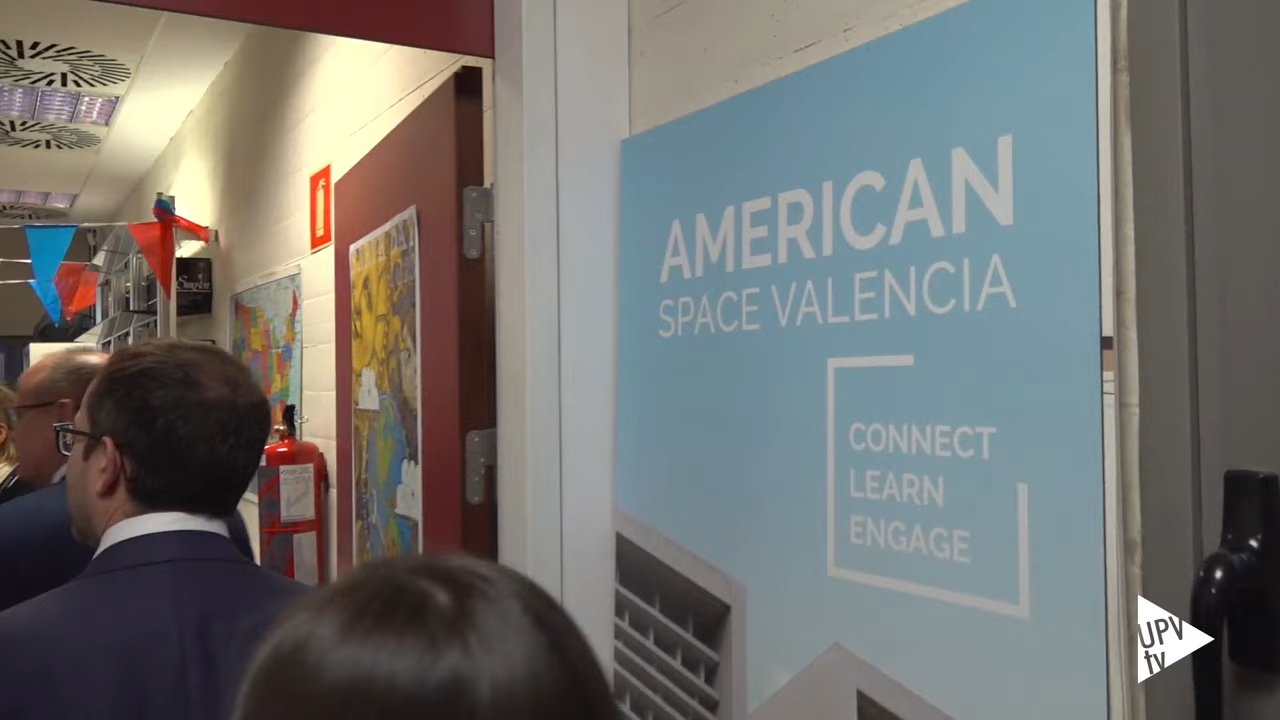 AMERICAN
SPACE VALENCIA
CONNECT
LEARN
ENGAGE
UPV
tv